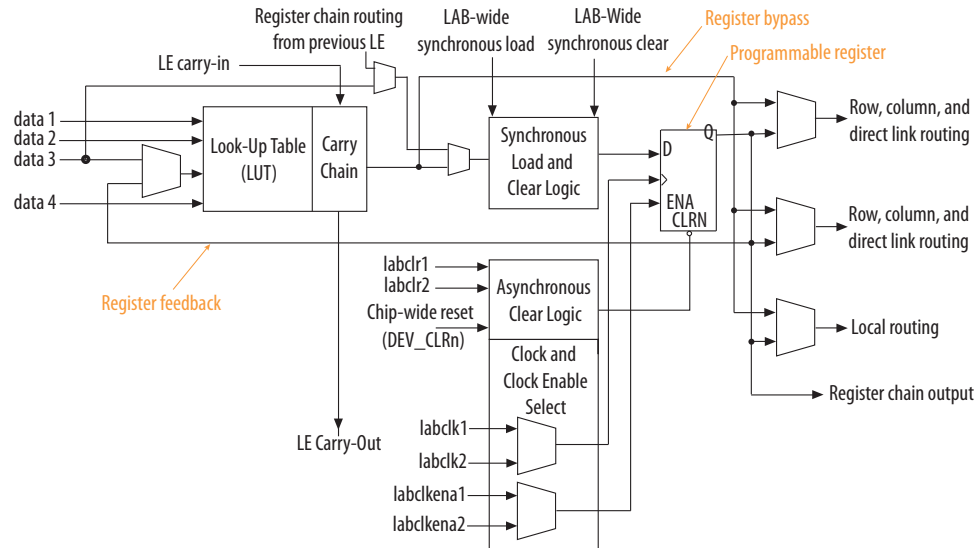 Register chain routing
from previous LE
LAB-wide
synchronous load
LAB-Wide
synchronous clear
Register bypass
Programmable register
LE carry-in
data 1
data 2
data 3
data 4
Look-Up Table
(LUT)
Carry
Chain
Synchronous
Load and
Clear Logic
D
Q
ENA
CLRN
Row, column, and
direct link routing
Row, column, and
direct link routing
Local routing
Register chain output
Register feedback
labclr1
labclr2
Chip-wide reset
(DEV_CLRn)
Asynchronous
Clear Logic
Clock and
Clock Enable
Select
LE Carry-Out
labclk1
labclk2
labclkena1
labclkena2